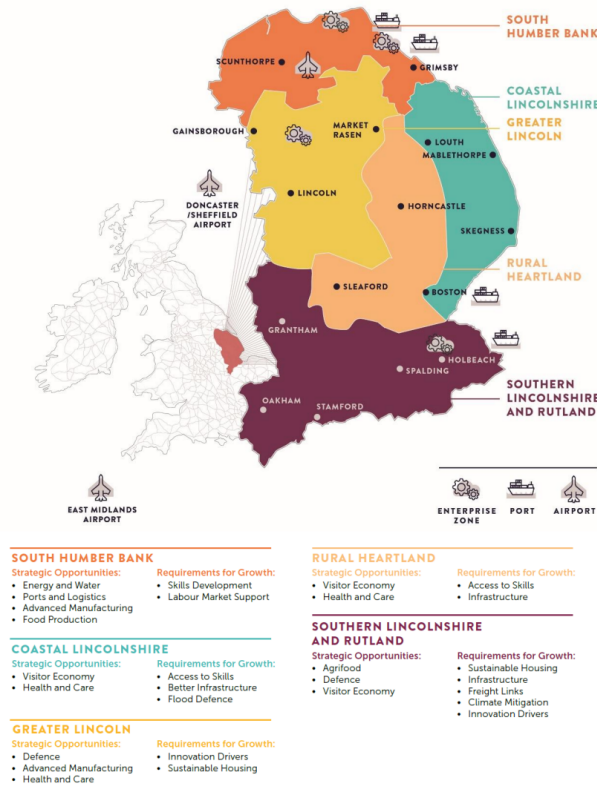 SOUTH
HUMBER BANK
SCUNTHORPE
GRIMSBY
COASTAL
LINCOLNSHIRE
GREATER
LINCOLN
GAINSBOROUGH
MARKET
RASEN
LOUTH
MABLETHORPE
DONCASTER
/SHEFFIELD
AIRPORT
LINCOLN
HORNCASTLE
SKEGNESS
RURAL
HEARTLAND
SLEAFORD
BOSTON
GRANTHAM
HOLBEACH
SPALDING
SOUTHERN
LINCOLNSHIRE
AND RUTLAND
OAKHAM
STAMFORD
EAST MIDLANDS
AIRPORT
ENTERPRISE
ZONE
PORT
AIRPORT
SOUTH HUMBER BANK
Strategic Opportunities:
• Energy and Water
• Ports and Logistics
• Advanced Manufacturing
• Food Production
Requirements for Growth:
• Skills Development
• Labour Market Support
COASTAL LINCOLNSHIRE
Strategic Opportunities:
• Visitor Economy
• Health and Care
Requirements for Growth:
• Access to Skills
• Better Infrastructure
• Flood Defence
GREATER LINCOLN
Strategic Opportunities:
• Defence
• Advanced Manufacturing
• Health and Care
Requirements for Growth:
• Innovation Drivers
• Sustainable Housing
RURAL HEARTLAND
Strategic Opportunities:
• Visitor Economy
• Health and Care
Requirements for Growth:
• Access to Skills
• Infrastructure
SOUTHERN LINCOLNSHIRE
AND RUTLAND
Strategic Opportunities:
• Agrifood
• Defence
• Visitor Economy
Requirements for Growth:
• Sustainable Housing
• Infrastructure
• Freight Links
• Climate Mitigation
• Innovation Drivers